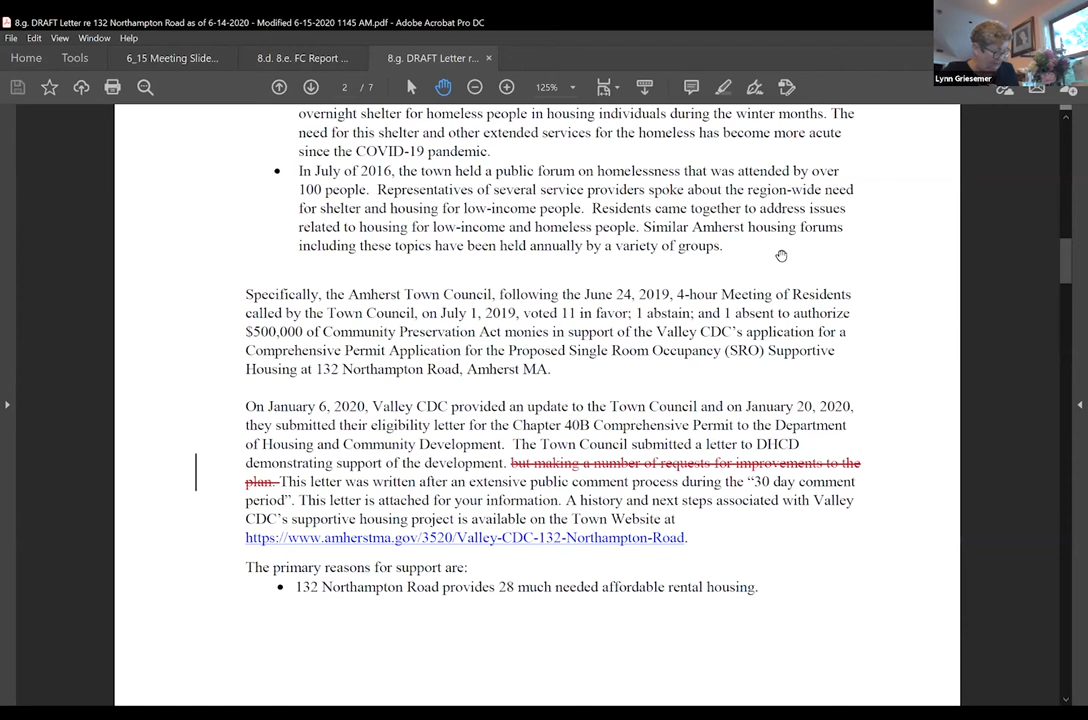 8.g. DRAFT Letter re 132 Northampton Road as of 6-14-2020 - Modified 6-15-2020 1145 AM.pdf - Adobe Acrobat Pro DC
File Edit View Window Help
Home Tools 6_15 Meeting Slide... 8.d. 8.e. FC Report ... 8.g. DRAFT Letter r... ×
Lynn Griesemer
2 / 7 125%
overnight shelter for homeless people in housing individuals during the winter months. The
need for this shelter and other extended services for the homeless has become more acute
since the COVID-19 pandemic.
• In July of 2016, the town held a public forum on homelessness that was attended by over
100 people. Representatives of several service providers spoke about the region-wide need
for shelter and housing for low-income people. Residents came together to address issues
related to housing for low-income and homeless people. Similar Amherst housing forums
including these topics have been held annually by a variety of groups.
Specifically, the Amherst Town Council, following the June 24, 2019, 4-hour Meeting of Residents
called by the Town Council, on July 1, 2019, voted 11 in favor; 1 abstain; and 1 absent to authorize
$500,000 of Community Preservation Act monies in support of the Valley CDC's application for a
Comprehensive Permit Application for the Proposed Single Room Occupancy (SRO) Supportive
Housing at 132 Northampton Road, Amherst MA.
On January 6, 2020, Valley CDC provided an update to the Town Council and on January 20, 2020,
they submitted their eligibility letter for the Chapter 40B Comprehensive Permit to the Department
of Housing and Community Development. The Town Council submitted a letter to DHCD
demonstrating support of the development. but making a number of requests for improvements to the
plan. This letter was written after an extensive public comment process during the “30 day comment
period”. This letter is attached for your information. A history and next steps associated with Valley
CDC's supportive housing project is available on the Town Website at
https://www.amherstma.gov/3520/Valley-CDC-132-Northampton-Road.
The primary reasons for support are:
• 132 Northampton Road provides 28 much needed affordable rental housing.